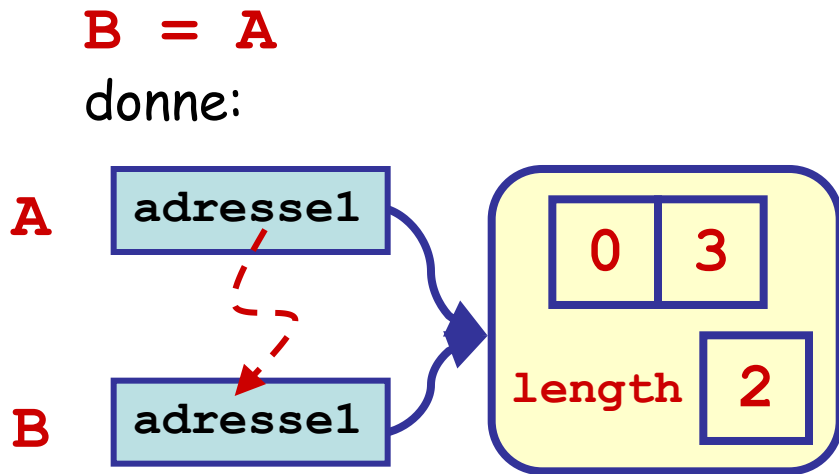 B = A
donne:
A adresse1
0 3
length 2
B adresse1